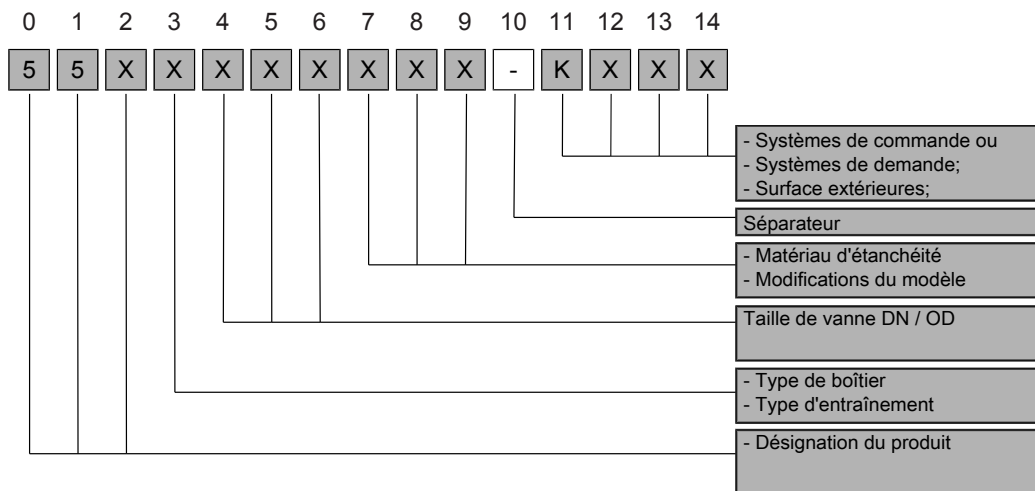 0 1 2 3 4 5 6 7 8 9 10 11 12 13 14
5 5 X X X X X X X X - K X X X
- Systèmes de commande ou
- Systèmes de demande;
- Surface extérieures;
Séparateur
- Matériau d'étanchéité
- Modifications du modèle
Taille de vanne DN / OD
- Type de boîtier
- Type d'entraînement
- Désignation du produit